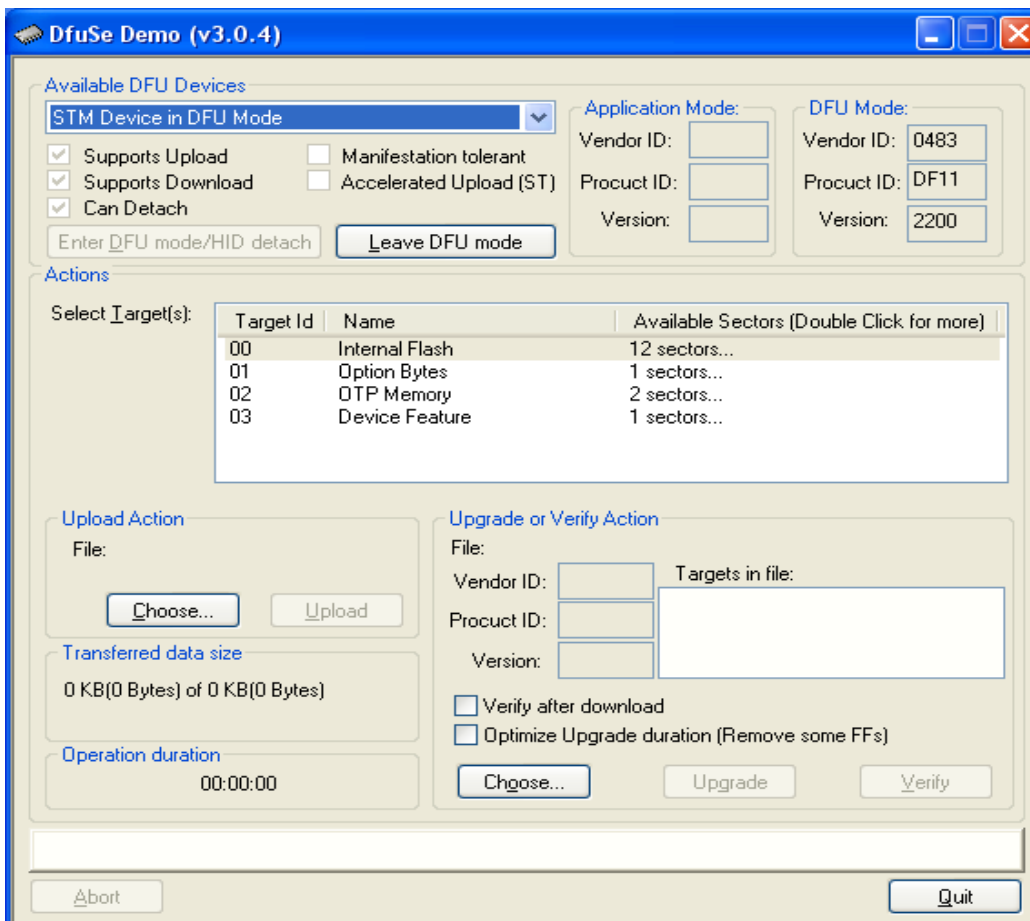 DfuSe Demo (v3.0.4)
Available DFU Devices
STM Device in DFU Mode
Supports Upload
Manifestation tolerant
Supports Download
Accelerated Upload (ST)
Can Detach
Enter DFU mode/HID detach
Leave DFU mode
Application Mode:
Vendor ID:
Procuct ID:
Version:
DFU Mode:
Vendor ID: 0483
Procuct ID: DF11
Version: 2200
Actions
Select Target(s):
Target Id Name Available Sectors (Double Click for more)
00 Internal Flash 12 sectors...
01 Option Bytes 1 sectors...
02 OTP Memory 2 sectors...
03 Device Feature 1 sectors...
Upload Action
File:
Choose...
Upload
Transferred data size
0 KB(0 Bytes) of 0 KB(0 Bytes)
Operation duration
00:00:00
Upgrade or Verify Action
File:
Vendor ID:
Procuct ID:
Version:
Targets in file:
Verify after download
Optimize Upgrade duration (Remove some FFs)
Choose...
Upgrade
Verify
Abort
Quit